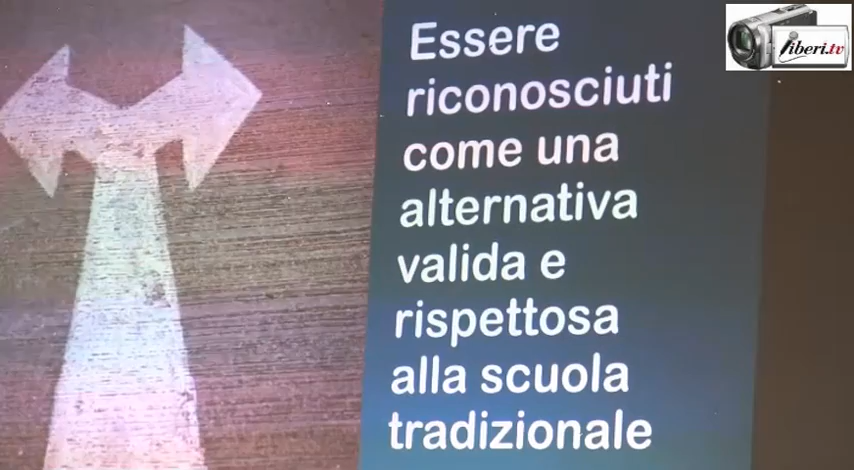 Essere
riconosciuti
come una
alternativa
valida e
rispettosa
alla scuola
tradizionale
liberi.tv